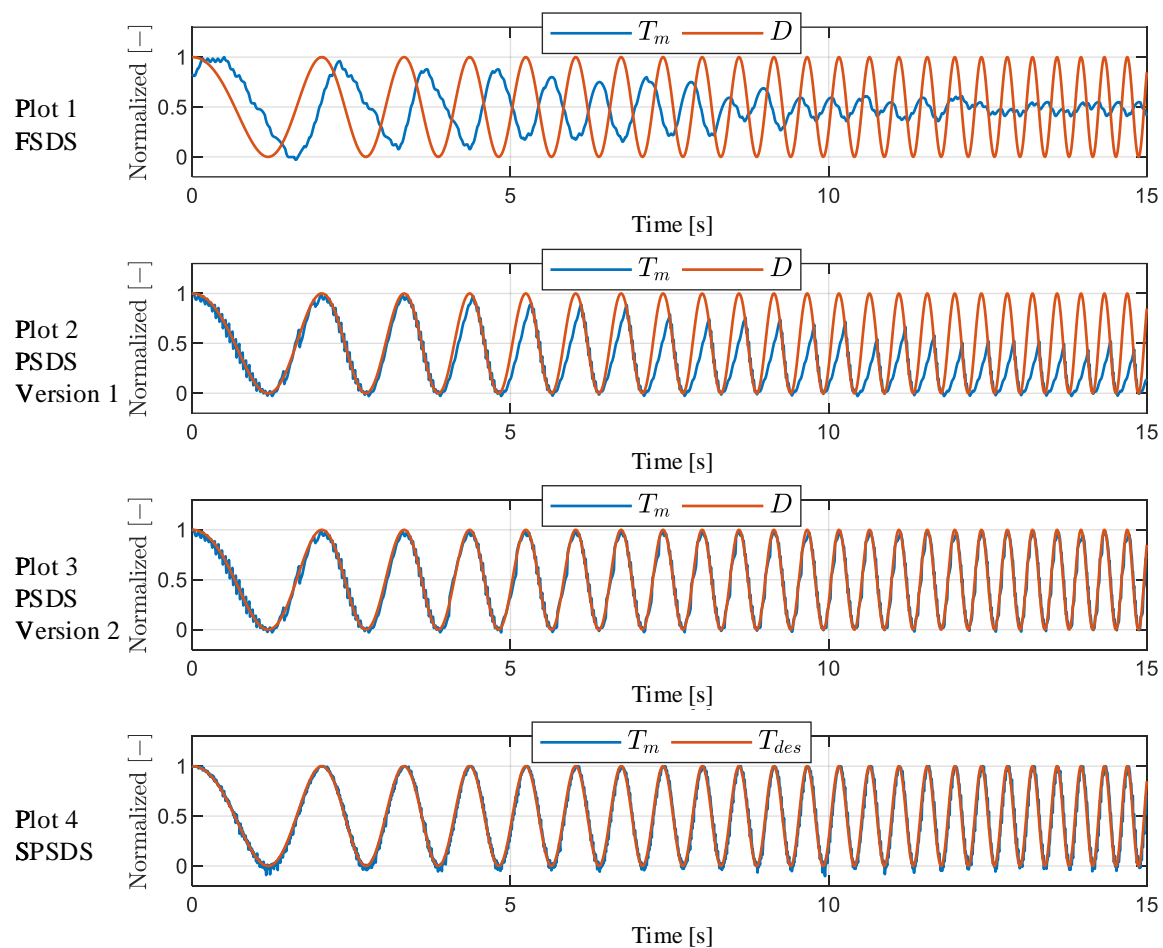 T_m D
Normalized [−]
1
0.5
0
0 5 10 15
Time [s]
Plot 1
FSDS
T_m D
Normalized [−]
1
0.5
0
0 5 10 15
Time [s]
Plot 2
PSDS
Version 1
T_m D
Normalized [−]
1
0.5
0
0 5 10 15
Time [s]
Plot 3
PSDS
Version 2
T_m T_des
Normalized [−]
1
0.5
0
0 5 10 15
Time [s]
Plot 4
SPSDS